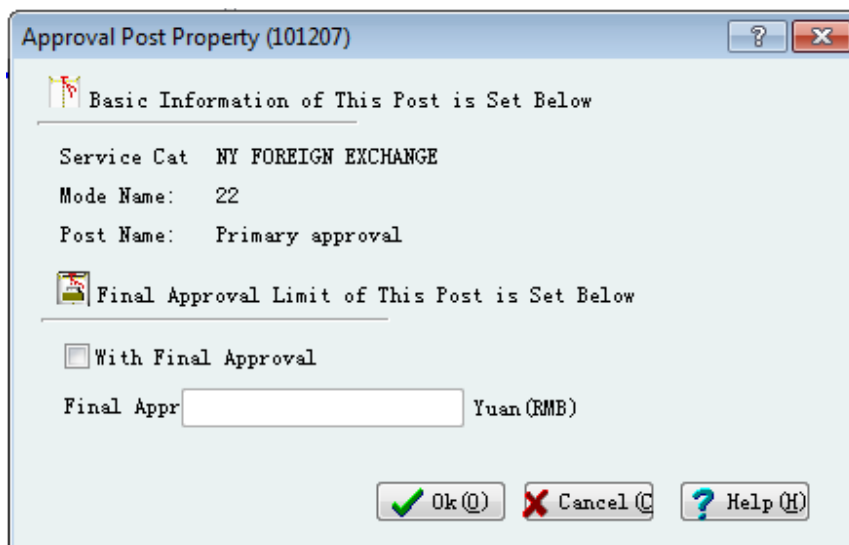 Approval Post Property (101207)
Basic Information of This Post is Set Below
Service Cat NY FOREIGN EXCHANGE
Mode Name: 22
Post Name: Primary approval
Final Approval Limit of This Post is Set Below
With Final Approval
Final Appr Yuan(RMB)
Ok(O) Cancel(C Help(H)